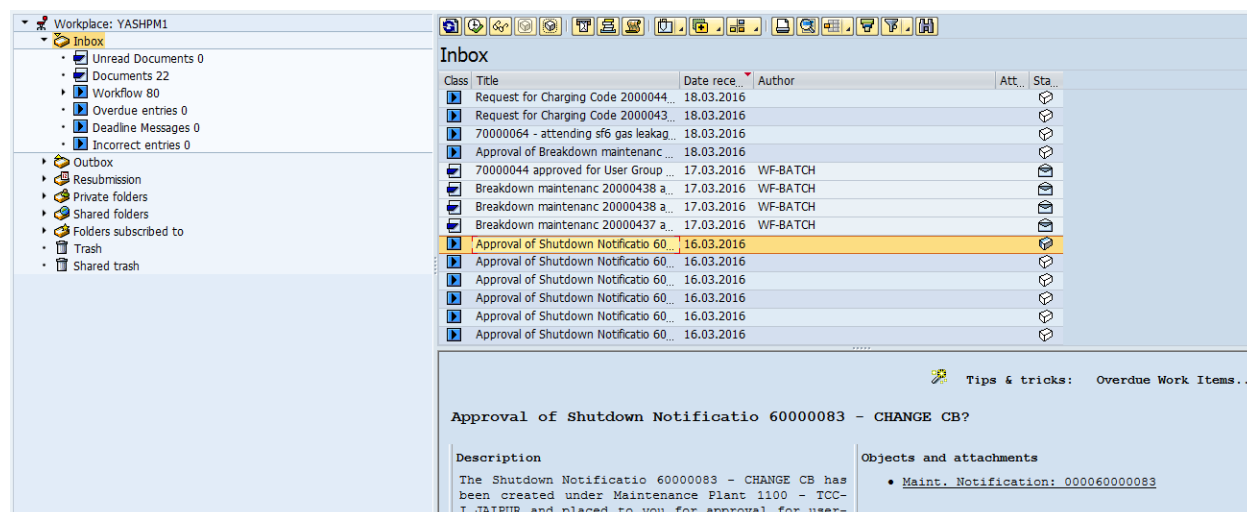 Workplace: YASHPM1
Inbox
Unread Documents 0
Documents 22
Workflow 80
Overdue entries 0
Deadline Messages 0
Incorrect entries 0
Outbox
Resubmission
Private folders
Shared folders
Folders subscribed to
Trash
Shared trash
Inbox
Class Title Date rece... Author Att... Sta...
Request for Charging Code 2000044... 18.03.2016
Request for Charging Code 2000043... 18.03.2016
70000064 - attending sf6 gas leakag... 18.03.2016
Approval of Breakdown maintenanc ... 18.03.2016
70000044 approved for User Group ... 17.03.2016 WF-BATCH
Breakdown maintenanc 20000438 a... 17.03.2016 WF-BATCH
Breakdown maintenanc 20000438 a... 17.03.2016 WF-BATCH
Breakdown maintenanc 20000437 a... 17.03.2016 WF-BATCH
Approval of Shutdown Notificatio 60... 16.03.2016
Approval of Shutdown Notificatio 60... 16.03.2016
Approval of Shutdown Notificatio 60... 16.03.2016
Approval of Shutdown Notificatio 60... 16.03.2016
Approval of Shutdown Notificatio 60... 16.03.2016
Approval of Shutdown Notificatio 60... 16.03.2016
Tips & tricks: Overdue Work Items..
Approval of Shutdown Notificatio 60000083 - CHANGE CB?
Description
The Shutdown Notificatio 60000083 - CHANGE CB has
been created under Maintenance Plant 1100 - TCC-
I JAIPUR and placed to you for approval for user-
Objects and attachments
Maint. Notification: 000060000083